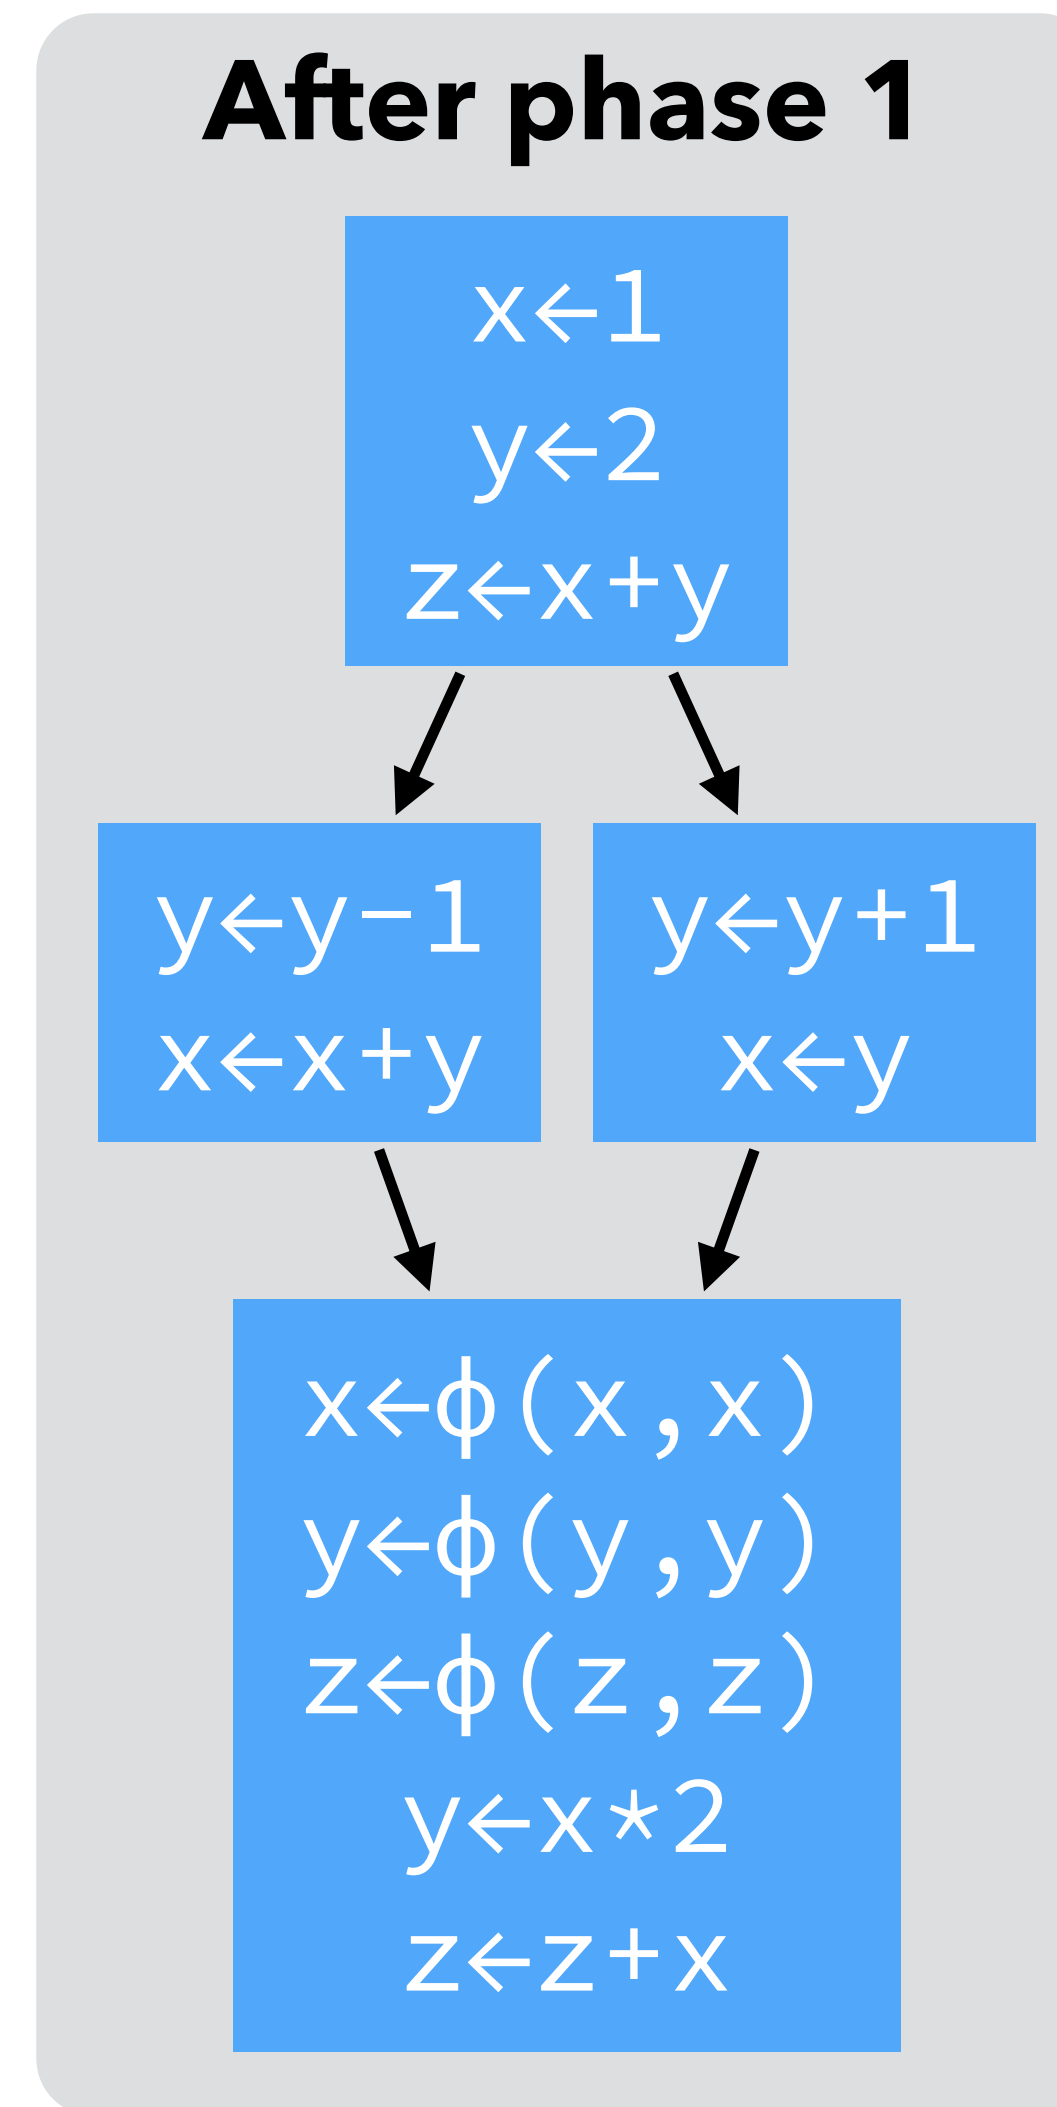 After phase 1
x←1
y←2
z←x+y
y←y-1
x←x+y
y←y+1
x←y
x←ϕ(x,x)
y←ϕ(y,y)
z←ϕ(z,z)
y←x*2
z←z+x